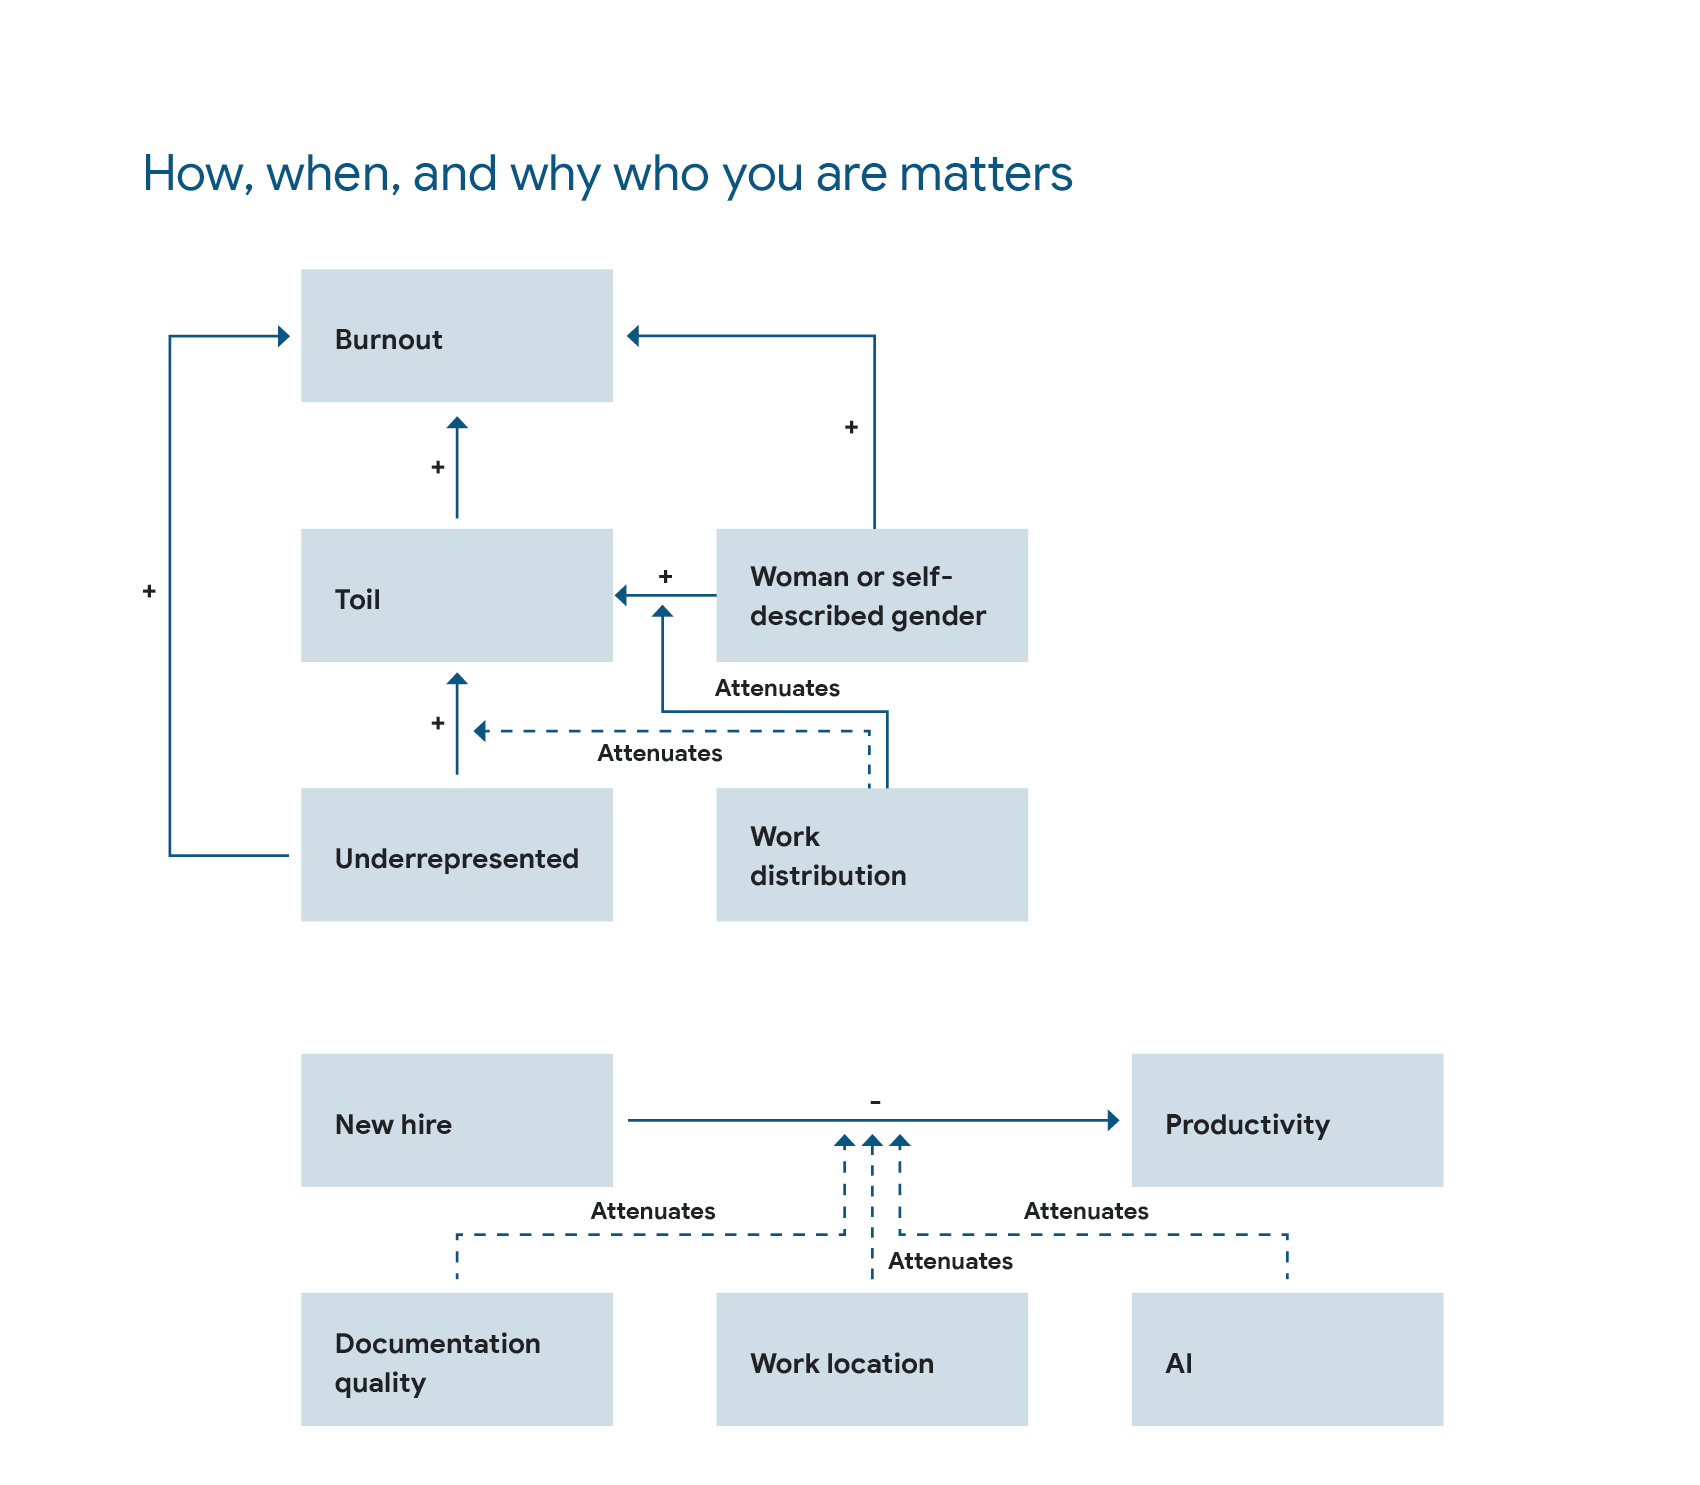 How, when, and why who you are matters
Burnout
+
+
Toil
+
Woman or self-
described gender
+
Attenuates
+
Attenuates
Underrepresented
Work
distribution
New hire
-
Productivity
Attenuates
Attenuates
Attenuates
Documentation
quality
Work location
AI